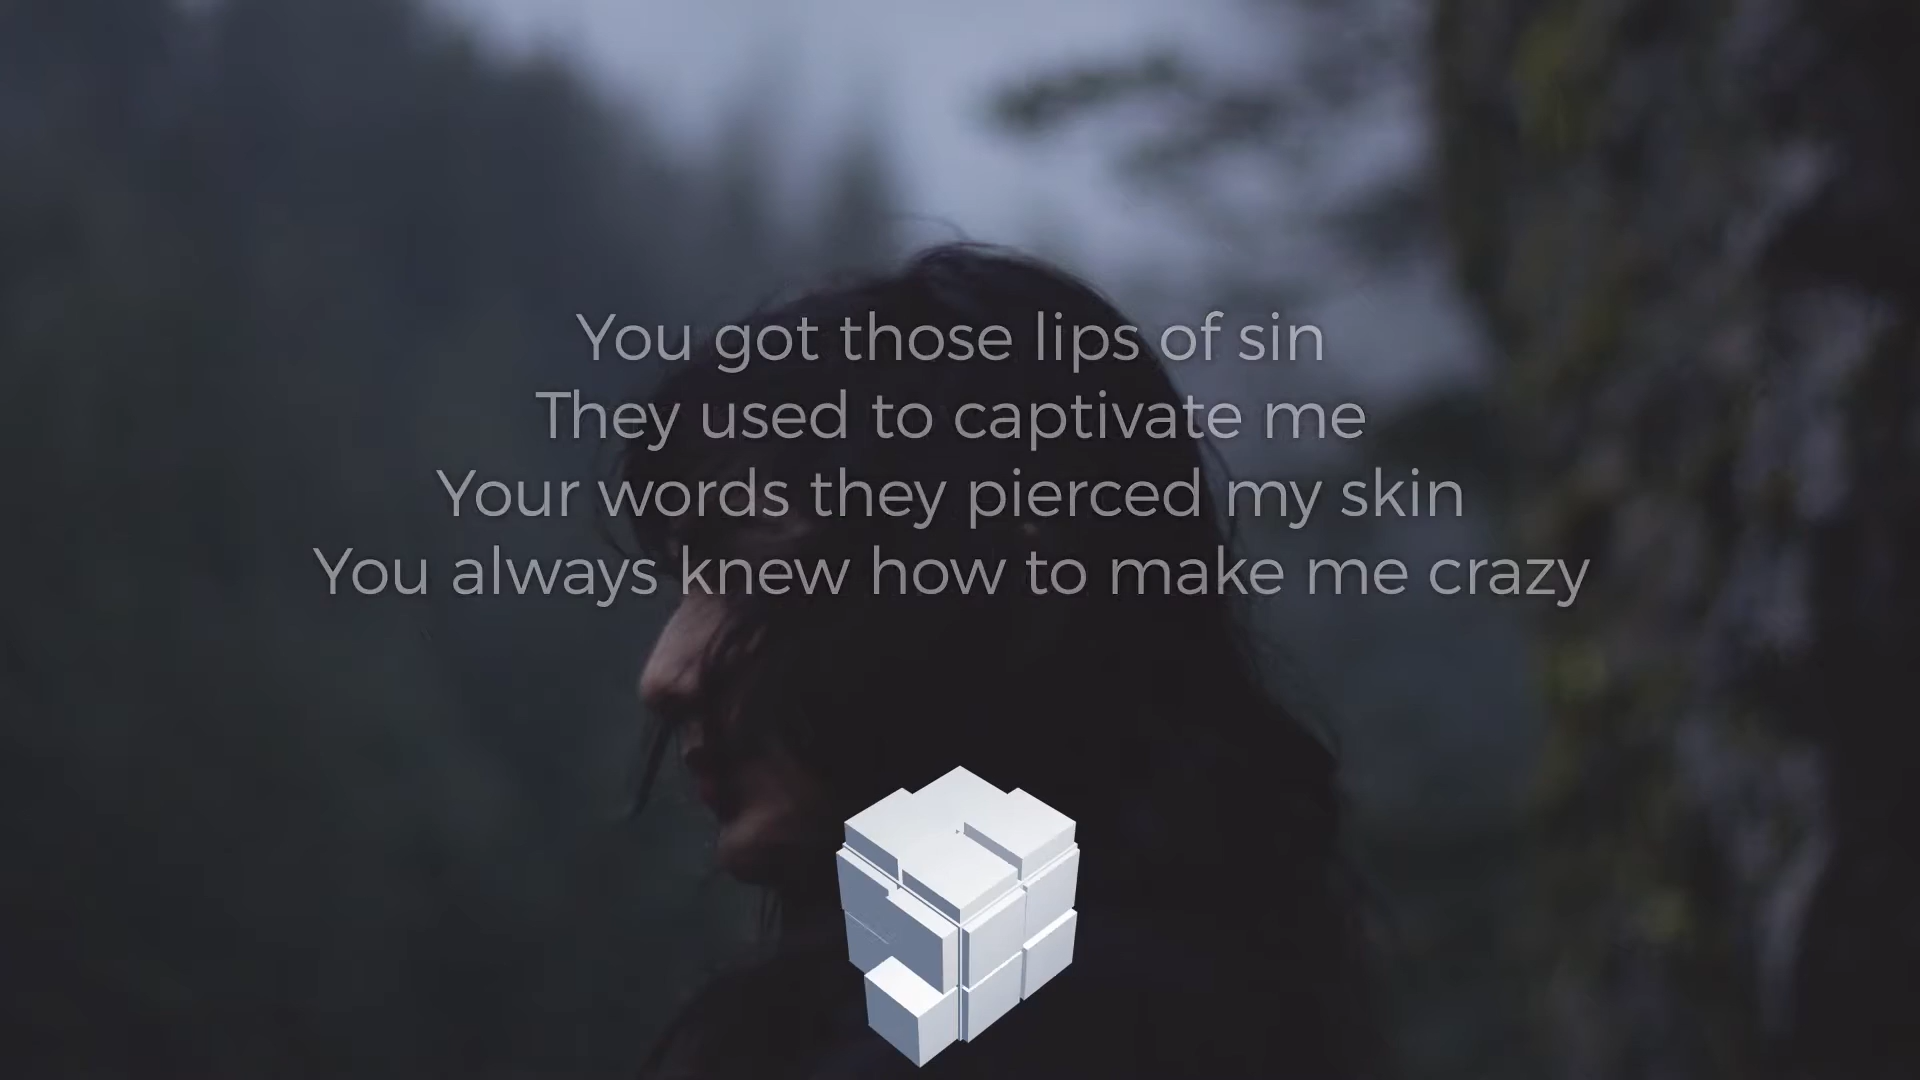 You got those lips of sin
They used to captivate me
Your words they pierced my skin
You always knew how to make me crazy